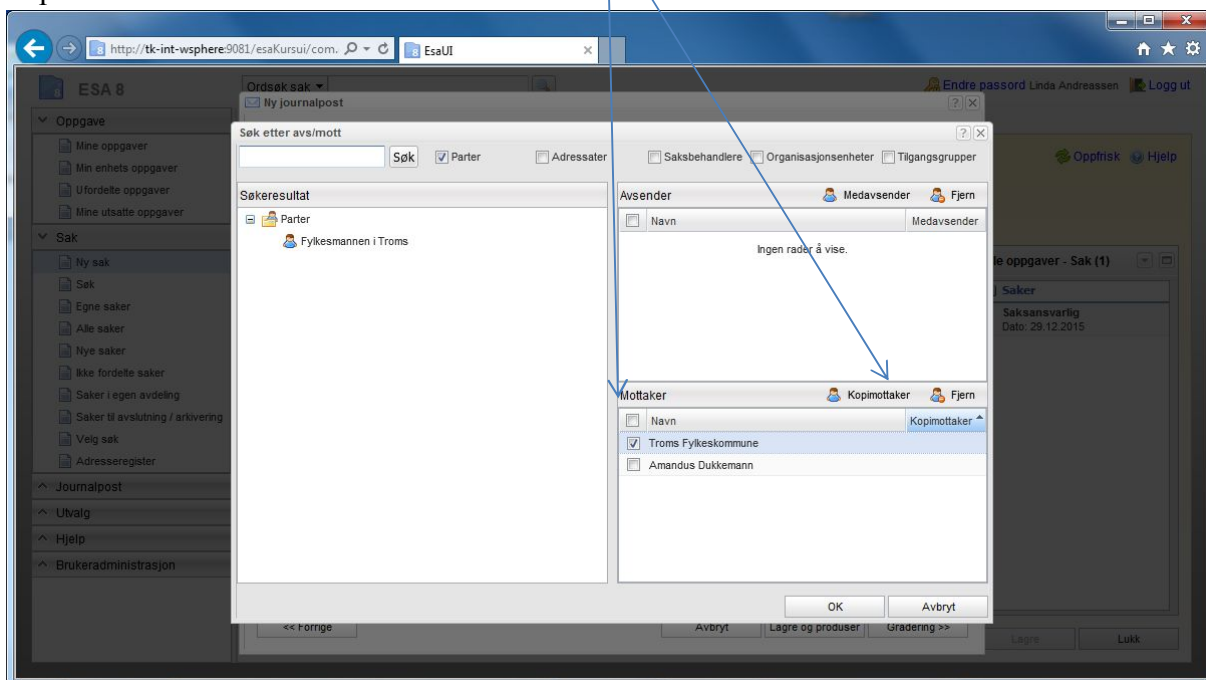 http://tk-int-wsphere:9081/esaKursui/com.
EsaUI
ESA 8
Ordsøk sak
Endre passord Linda Andreassen Logg ut
Ny journalpost
Oppgave
Mine oppgaver
Min enhets oppgaver
Ufordelte oppgaver
Mine utsatte oppgaver
Sak
Ny sak
Søk
Egne saker
Alle saker
Nye saker
Ikke fordelte saker
Saker i egen avdeling
Saker til avslutning / arkivering
Velg søk
Adresseregister
Journalpost
Utvalg
Hjelp
Brukeradministrasjon
Søk etter avs/mott
Søk Parter Adressater Saksbehandlere Organisasjonsenheter Tilgangsgrupper
Søkeresultat
Parter
Fylkesmannen i Troms
Avsender Medavsender Fjern
Navn Medavsender
Ingen rader å vise.
Mottaker Kopimottaker Fjern
Navn Kopimottaker
Troms Fylkeskommune
Amandus Dukkemann
OK Avbryt
<< Forrige Avbryt Lagre og produser Gradering >>
Oppfrisk Hjelp
le oppgaver - Sak (1)
Saker
Saksansvarlig
Dato: 29.12.2015
Lagre Lukk